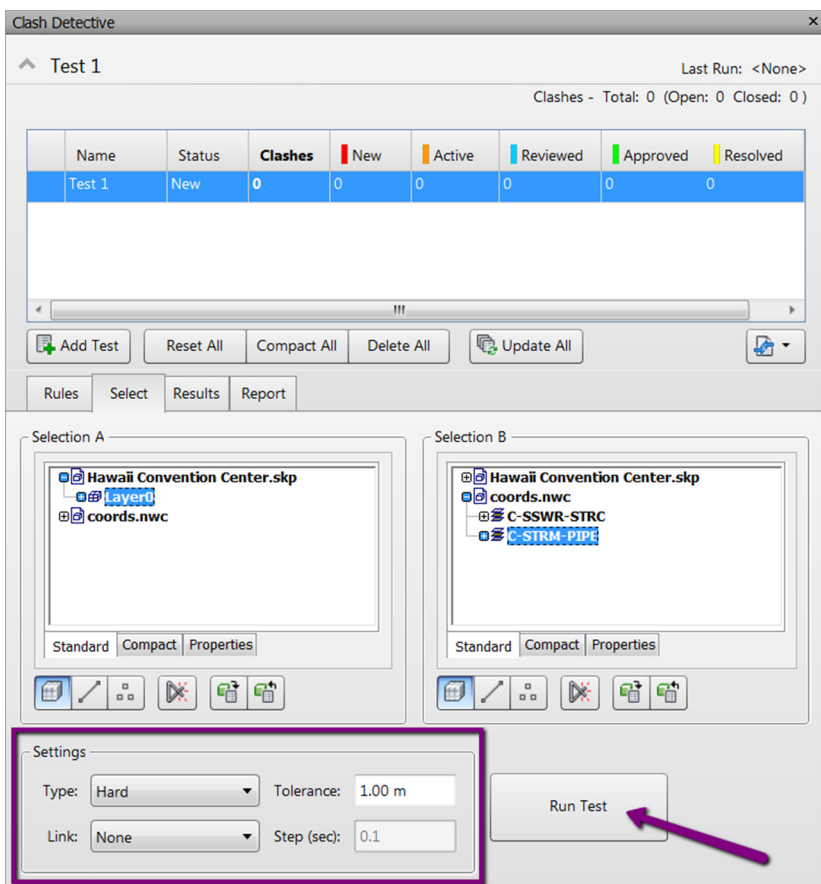 Clash Detective
Test 1
Last Run: <None>
Clashes - Total: 0 (Open: 0 Closed: 0)
Name Status Clashes New Active Reviewed Approved Resolved
Test 1 New 0 0 0 0 0 0
Add Test Reset All Compact All Delete All Update All
Rules Select Results Report
Selection A
Hawaii Convention Center.skp
Layer0
coords.nwc
Standard Compact Properties
Selection B
Hawaii Convention Center.skp
coords.nwc
C-SSWR-STRC
C-STRM-PIPE
Standard Compact Properties
Settings
Type: Hard Tolerance: 1.00 m
Link: None Step (sec): 0.1
Run Test